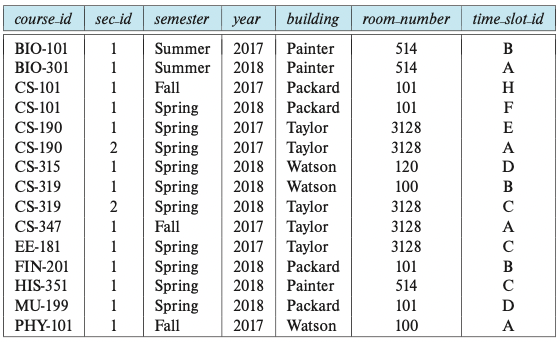 course_id sec_id semester year building room_number time_slot_id
BIO-101 1 Summer 2017 Painter 514 B
BIO-301 1 Summer 2018 Painter 514 A
CS-101 1 Fall 2017 Packard 101 H
CS-101 1 Spring 2018 Packard 101 F
CS-190 1 Spring 2017 Taylor 3128 E
CS-190 2 Spring 2017 Taylor 3128 A
CS-315 1 Spring 2018 Watson 120 D
CS-319 1 Spring 2018 Watson 100 B
CS-319 2 Spring 2018 Taylor 3128 C
CS-347 1 Fall 2017 Taylor 3128 A
EE-181 1 Spring 2017 Taylor 3128 C
FIN-201 1 Spring 2018 Packard 101 B
HIS-351 1 Spring 2018 Painter 514 C
MU-199 1 Spring 2018 Packard 101 D
PHY-101 1 Fall 2017 Watson 100 A